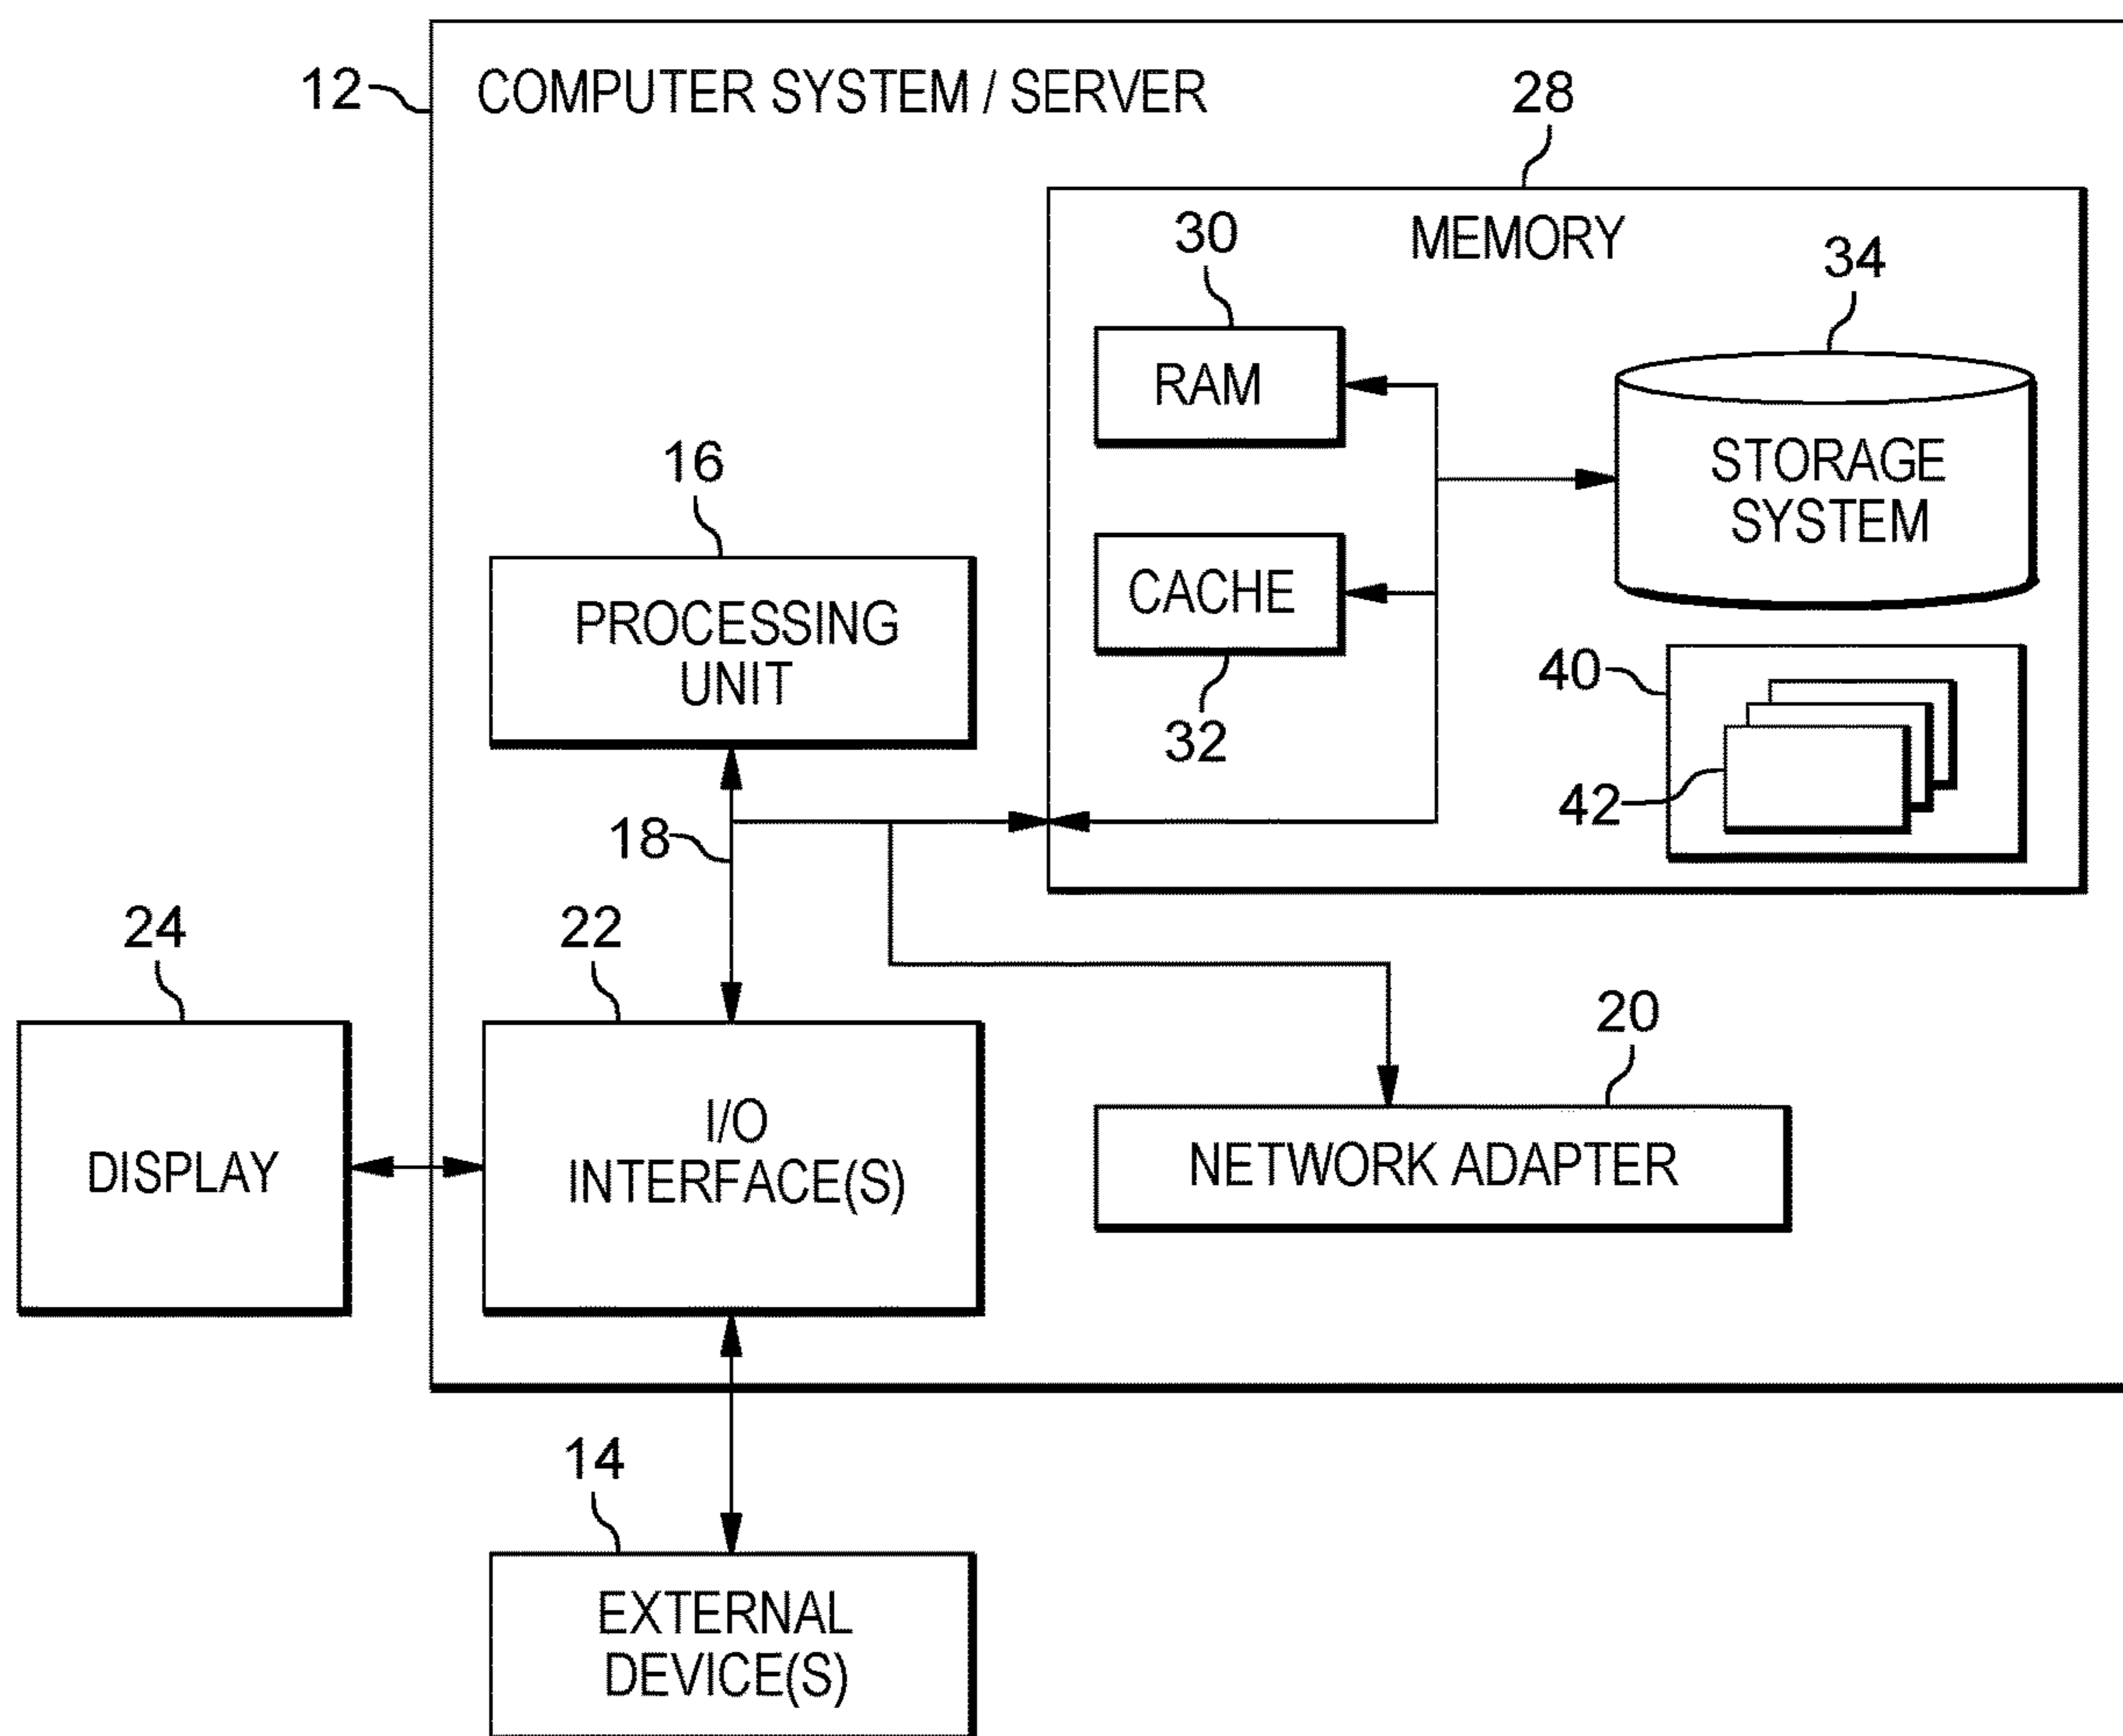 12
COMPUTER SYSTEM / SERVER
28
MEMORY
30
RAM
34
STORAGE
SYSTEM
16
PROCESSING
UNIT
CACHE
32
40
42
18
24
DISPLAY
22
I/O
INTERFACE(S)
20
NETWORK ADAPTER
14
EXTERNAL
DEVICE(S)